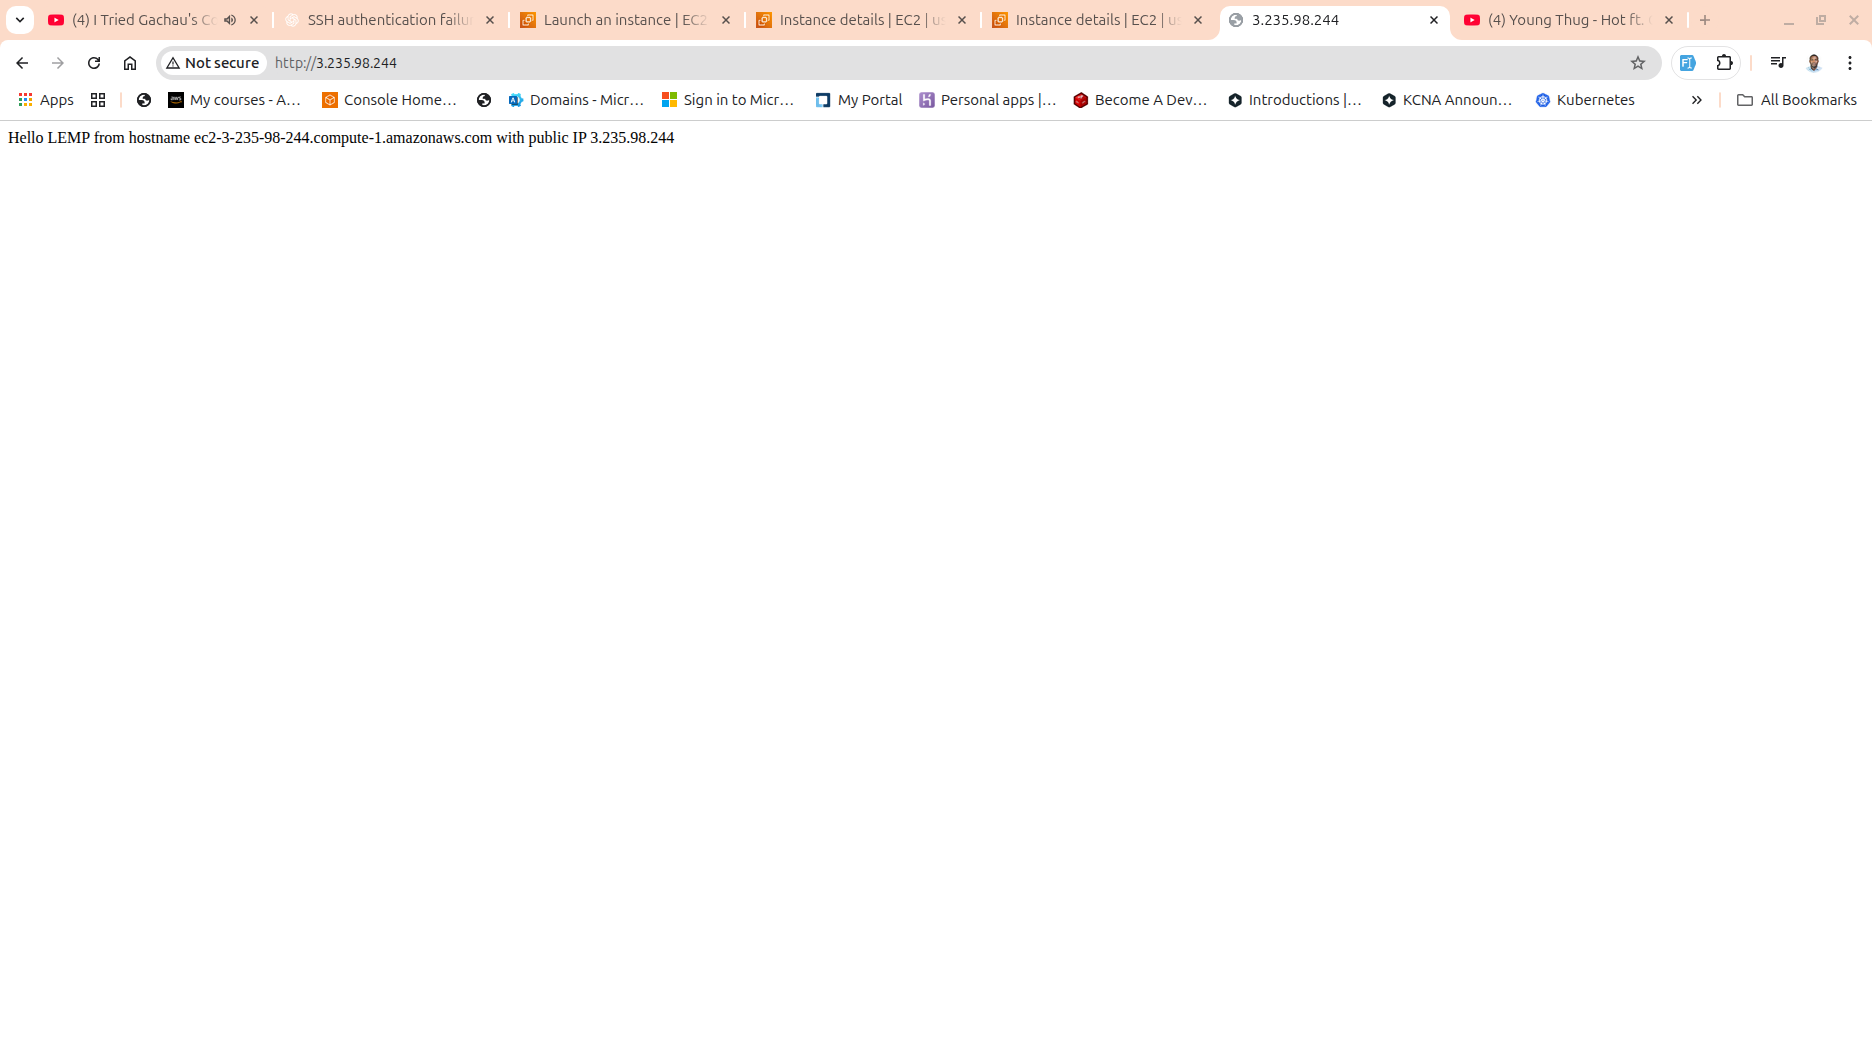 (4) I Tried Gachau's Co
SSH authentication failu
Launch an instance | EC2
Instance details | EC2 | us
Instance details | EC2 | us
3.235.98.244
(4) Young Thug - Hot ft.
Not secure http://3.235.98.244
Apps My courses - A... Console Home... Domains - Micr... Sign in to Micr... My Portal Personal apps |... Become A Dev... Introductions |... KCNA Announ... Kubernetes All Bookmarks
Hello LEMP from hostname ec2-3-235-98-244.compute-1.amazonaws.com with public IP 3.235.98.244